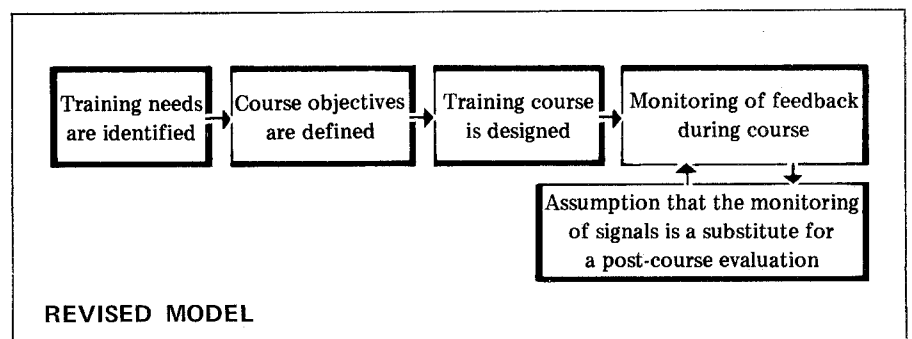 Training needs
are identified
Course objectives
are defined
Training course
is designed
Monitoring of feedback
during course
Assumption that the monitoring
of signals is a substitute for
a post-course evaluation
REVISED MODEL